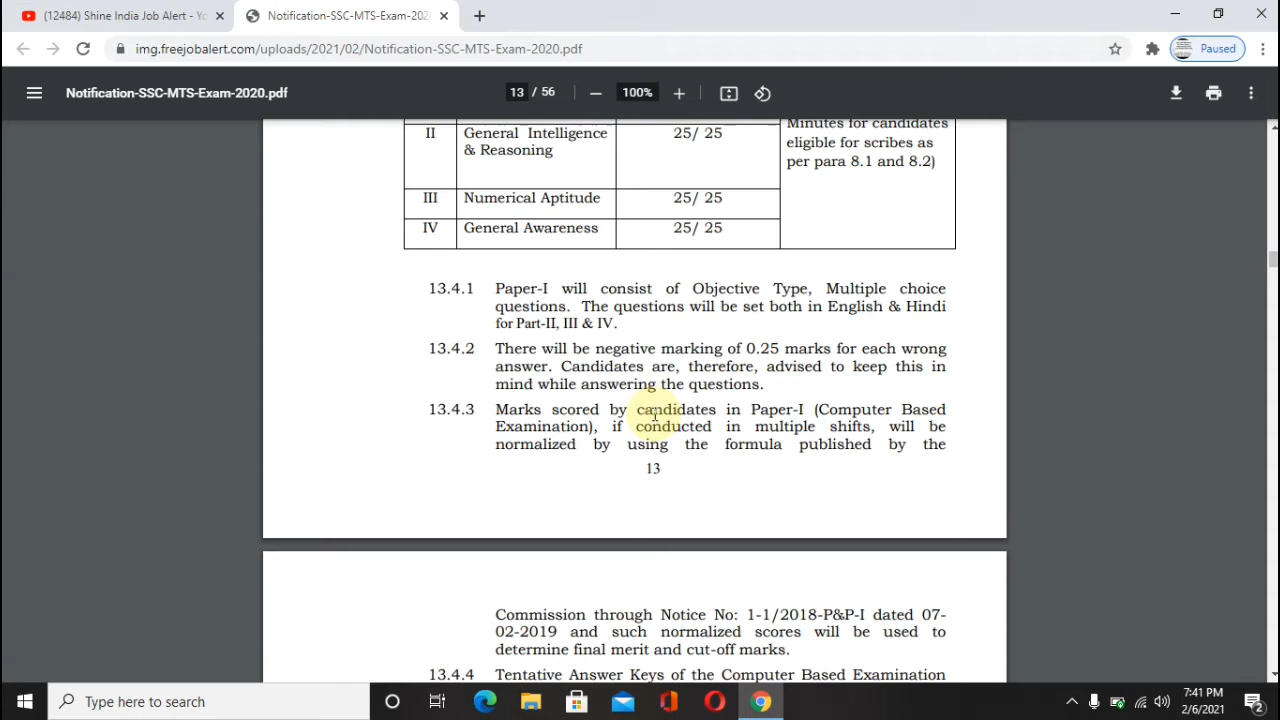 (12484) Shine India Job Alert - Yo
Notification-SSC-MTS-Exam-2020.
img.freejobalert.com/uploads/2021/02/Notification-SSC-MTS-Exam-2020.pdf
Paused
Notification-SSC-MTS-Exam-2020.pdf
13 / 56
100%
Minutes for candidates
eligible for scribes as
per para 8.1 and 8.2)
II General Intelligence & Reasoning 25/ 25
III Numerical Aptitude 25/ 25
IV General Awareness 25/ 25
13.4.1 Paper-I will consist of Objective Type, Multiple choice
questions. The questions will be set both in English & Hindi
for Part-II, III & IV.
13.4.2 There will be negative marking of 0.25 marks for each wrong
answer. Candidates are, therefore, advised to keep this in
mind while answering the questions.
13.4.3 Marks scored by candidates in Paper-I (Computer Based
Examination), if conducted in multiple shifts, will be
normalized by using the formula published by the
13
Commission through Notice No: 1-1/2018-P&P-I dated 07-
02-2019 and such normalized scores will be used to
determine final merit and cut-off marks.
13.4.4 Tentative Answer Keys of the Computer Based Examination
Type here to search
7:41 PM
2/6/2021
2